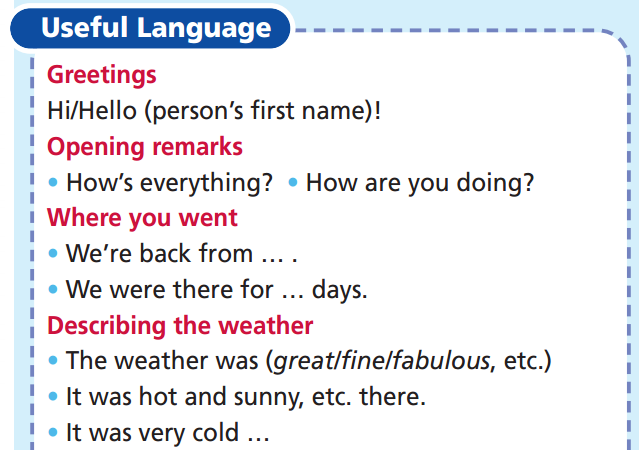 Useful Language
Greetings
Hi/Hello (person's first name)!
Opening remarks
• How's everything? • How are you doing?
Where you went
• We're back from ... .
• We were there for ... days.
Describing the weather
• The weather was (great/fine/fabulous, etc.)
• It was hot and sunny, etc. there.
• It was very cold ...